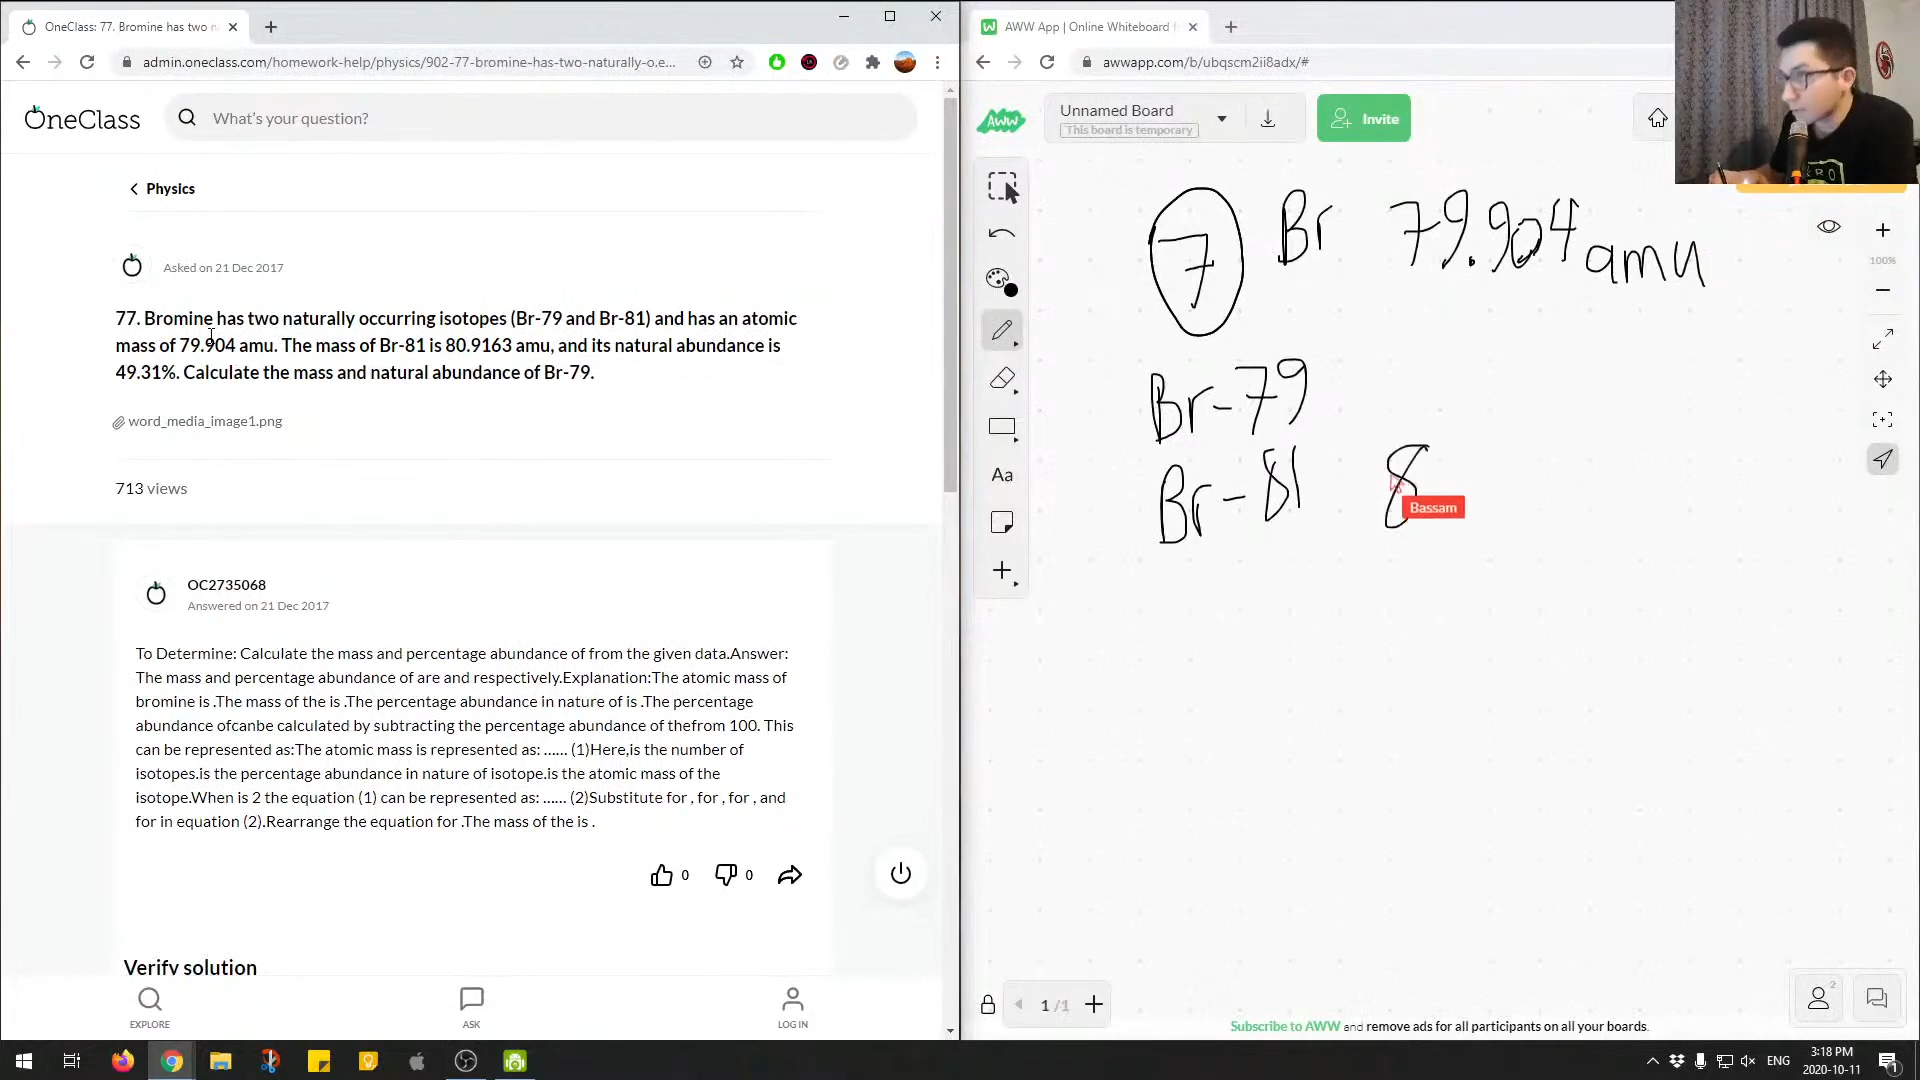 OneClass: 77. Bromine has two n
AWW App | Online Whiteboard f
admin.oneclass.com/homework-help/physics/902-77-bromine-has-two-naturally-o.e...
awwapp.com/b/ubqscm2ii8adx/#
OneClass
What's your question?
AWW
Unnamed Board
This board is temporary
Invite
Physics
Asked on 21 Dec 2017
77. Bromine has two naturally occurring isotopes (Br-79 and Br-81) and has an atomic
mass of 79.904 amu. The mass of Br-81 is 80.9163 amu, and its natural abundance is
49.31%. Calculate the mass and natural abundance of Br-79.
word_media_image1.png
713 views
OC2735068
Answered on 21 Dec 2017
To Determine: Calculate the mass and percentage abundance of from the given data.Answer:
The mass and percentage abundance of are and respectively.Explanation:The atomic mass of
bromine is .The mass of the is .The percentage abundance in nature of is .The percentage
abundance ofcanbe calculated by subtracting the percentage abundance of thefrom 100. This
can be represented as:The atomic mass is represented as: ...... (1)Here,is the number of
isotopes.is the percentage abundance in nature of isotope.is the atomic mass of the
isotope.When is 2 the equation (1) can be represented as: ...... (2)Substitute for , for , for , and
for in equation (2).Rearrange the equation for .The mass of the is .
0 0
Verify solution
EXPLORE ASK LOG IN
7 Br 79.904 amu
Br-79
Br-81 8
Bassam
Aa
100%
1 /1
2
Subscribe to AWW and remove ads for all participants on all your boards.
ENG
3:18 PM
2020-10-11
1